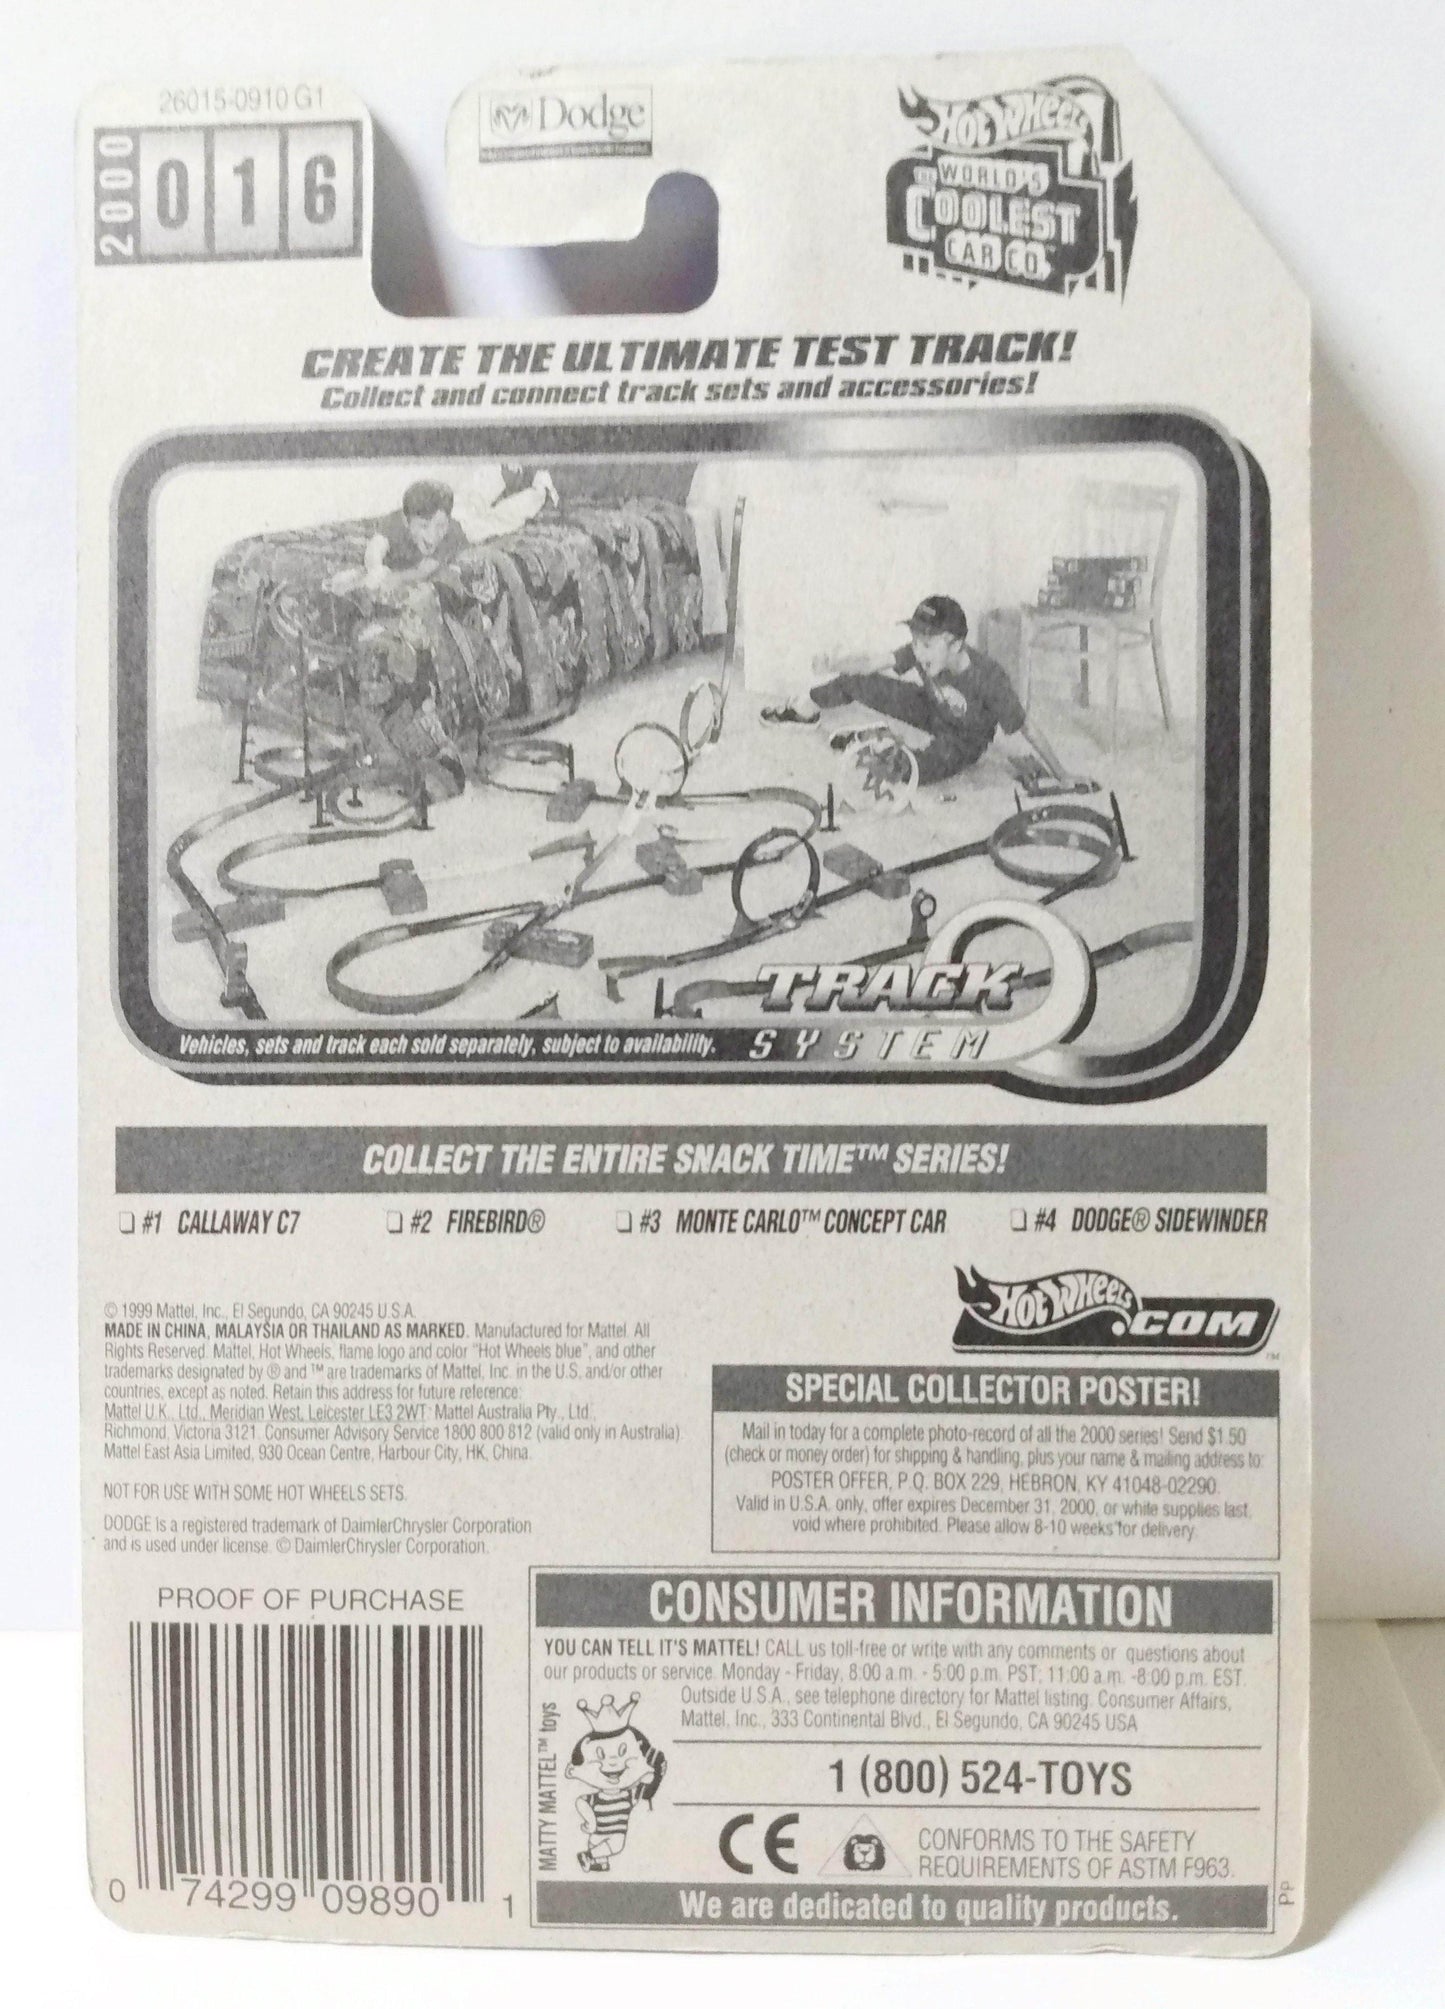 26015-0910 G1
2000
016
Dodge
Hot Wheels
THE WORLD'S
COOLEST
CAR CO.™
CREATE THE ULTIMATE TEST TRACK!
Collect and connect track sets and accessories!
TRACK
SYSTEM
Vehicles, sets and track each sold separately, subject to availability.
COLLECT THE ENTIRE SNACK TIME™ SERIES!
❏ #1 CALLAWAY C7 ❏ #2 FIREBIRD® ❏ #3 MONTE CARLO™ CONCEPT CAR ❏ #4 DODGE® SIDEWINDER
Hot Wheels.COM™
© 1999 Mattel, Inc., El Segundo, CA 90245 U.S.A.
MADE IN CHINA, MALAYSIA OR THAILAND AS MARKED. Manufactured for Mattel. All
Rights Reserved. Mattel, Hot Wheels, flame logo and color "Hot Wheels blue", and other
trademarks designated by ® and ™ are trademarks of Mattel, Inc. in the U.S. and/or other
countries, except as noted. Retain this address for future reference:
Mattel U.K., Ltd., Meridian West, Leicester LE3 2WT. Mattel Australia Pty., Ltd.,
Richmond, Victoria 3121. Consumer Advisory Service 1800 800 812 (valid only in Australia).
Mattel East Asia Limited, 930 Ocean Centre, Harbour City, HK, China.
NOT FOR USE WITH SOME HOT WHEELS SETS.
DODGE is a registered trademark of DaimlerChrysler Corporation
and is used under license. © DaimlerChrysler Corporation.
SPECIAL COLLECTOR POSTER!
Mail in today for a complete photo-record of all the 2000 series! Send $1.50
(check or money order) for shipping & handling, plus your name & mailing address to:
POSTER OFFER, P.O. BOX 229, HEBRON, KY 41048-02290.
Valid in U.S.A. only, offer expires December 31, 2000, or while supplies last,
void where prohibited. Please allow 8-10 weeks for delivery.
PROOF OF PURCHASE
0 74299 09890 1
CONSUMER INFORMATION
YOU CAN TELL IT'S MATTEL! CALL us toll-free or write with any comments or questions about
our products or service. Monday - Friday, 8:00 a.m. - 5:00 p.m. PST; 11:00 a.m. -8:00 p.m. EST.
Outside U.S.A., see telephone directory for Mattel listing. Consumer Affairs,
Mattel, Inc., 333 Continental Blvd., El Segundo, CA 90245 USA
MATTY MATTEL™ toys
1 (800) 524-TOYS
CE
CONFORMS TO THE SAFETY
REQUIREMENTS OF ASTM F963.
We are dedicated to quality products.
PP